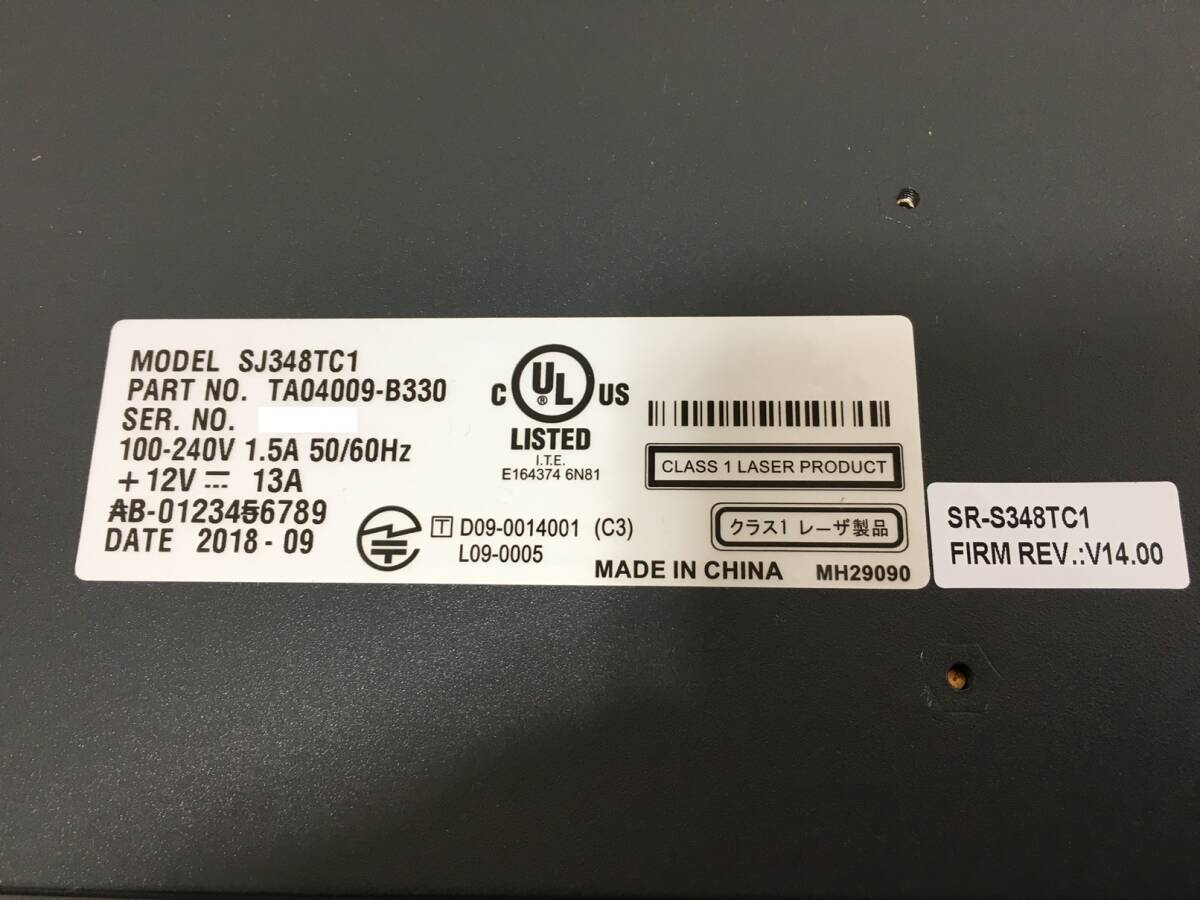 MODEL SJ348TC1
PART NO. TA04009-B330
SER. NO.
100-240V 1.5A 50/60Hz
+12V ⎓ 13A
AB-0123456789
DATE 2018-09
C UL US
®
LISTED
I.T.E.
E164374 6N81
T D09-0014001 (C3)
L09-0005
CLASS 1 LASER PRODUCT
クラス1 レーザ製品
MADE IN CHINA MH29090
SR-S348TC1
FIRM REV.:V14.00